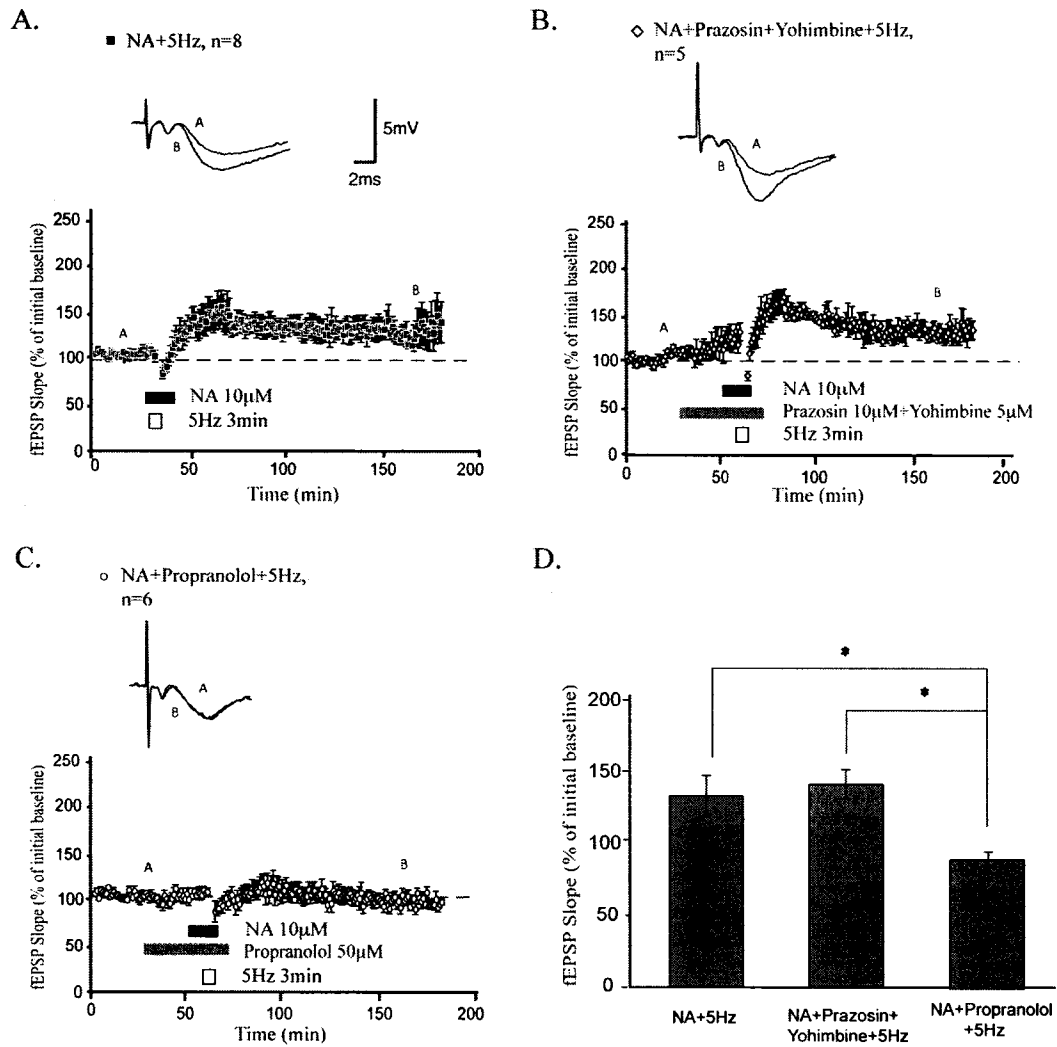 A.
■ NA+5Hz, n=8
A
B
5mV
2ms
fEPSP Slope (% of initial baseline)
250
200
150
100
50
0
A
B
NA 10µM
5Hz 3min
0
50
100
150
200
Time (min)
B.
◇ NA+Prazosin+Yohimbine+5Hz,
n=5
A
B
fEPSP Slope (% of initial baseline)
250
200
150
100
50
0
A
B
NA 10µM
Prazosin 10µM+Yohimbine 5µM
5Hz 3min
0
50
100
150
200
Time (min)
C.
○ NA+Propranolol+5Hz,
n=6
A
B
fEPSP Slope (% of initial baseline)
250
200
150
100
50
0
A
B
NA 10µM
Propranolol 50µM
5Hz 3min
0
50
100
150
200
Time (min)
D.
*
*
fEPSP Slope (% of initial baseline)
200
150
100
50
0
NA+5Hz
NA+Prazosin+
Yohimbine+5Hz
NA+Propranolol
+5Hz